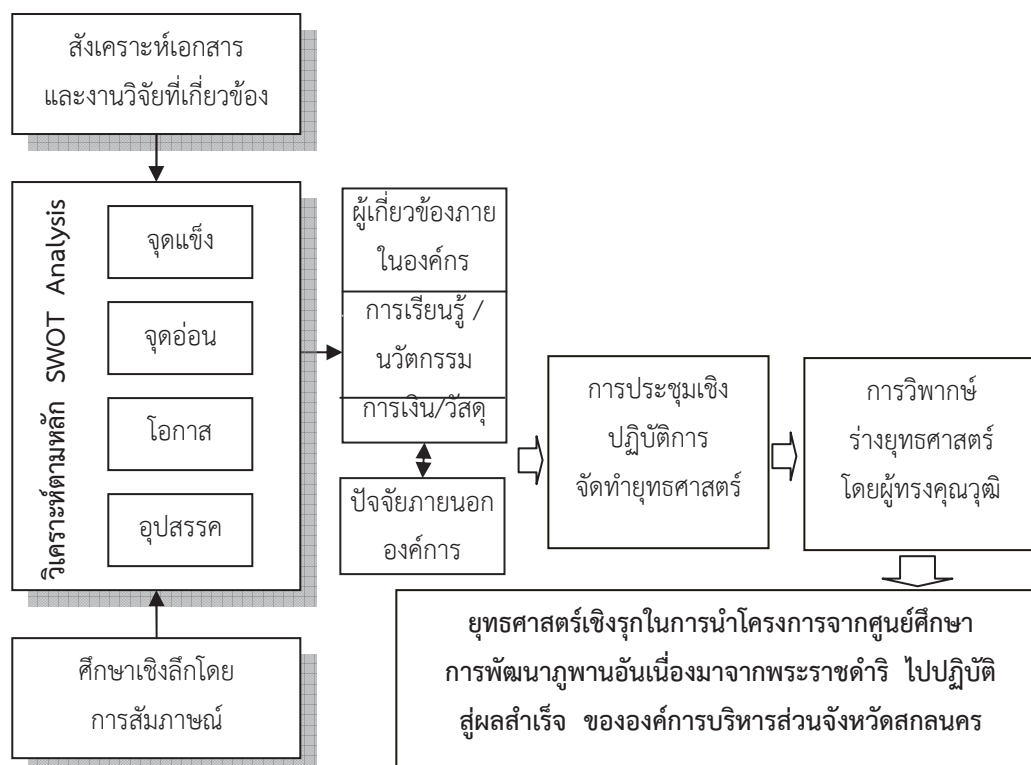 สังเคราะห์เอกสาร
และงานวิจัยที่เกี่ยวข้อง
วิเคราะห์ตามหลัก SWOT Analysis
จุดแข็ง
จุดอ่อน
โอกาส
อุปสรรค
ศึกษาเชิงลึกโดย
การสัมภาษณ์
ผู้เกี่ยวข้องภาย
ในองค์กร
การเรียนรู้ /
นวัตกรรม
การเงิน/วัสดุ
ปัจจัยภายนอก
องค์การ
การประชุมเชิง
ปฏิบัติการ
จัดทำยุทธศาสตร์
การวิพากษ์
ร่างยุทธศาสตร์
โดยผู้ทรงคุณวุฒิ
ยุทธศาสตร์เชิงรุกในการนำโครงการจากศูนย์ศึกษา
การพัฒนาภูพานอันเนื่องมาจากพระราชดำริ ไปปฏิบัติ
สู่ผลสำเร็จ ขององค์การบริหารส่วนจังหวัดสกลนคร